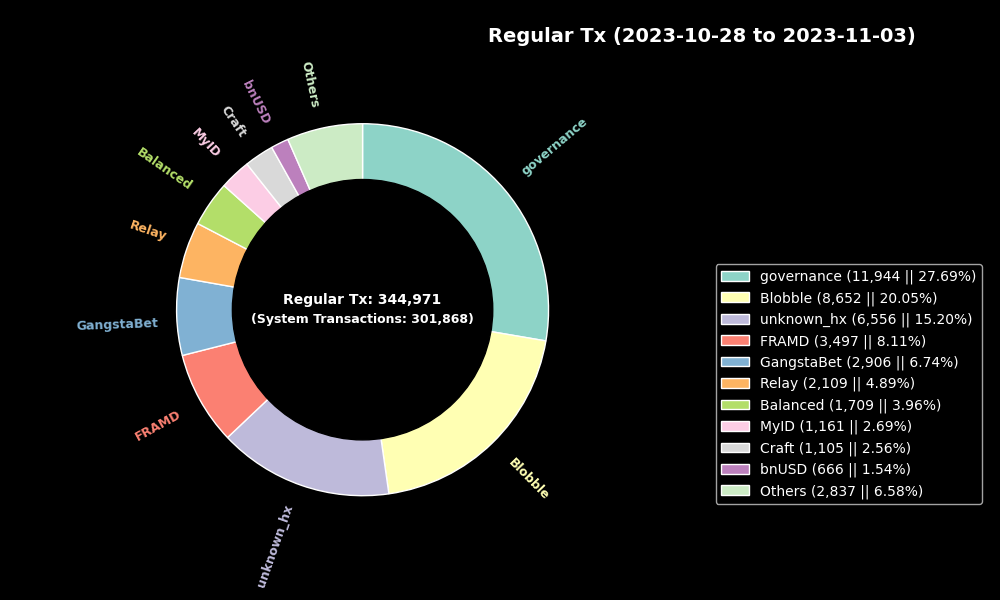 Regular Tx (2023-10-28 to 2023-11-03)
Others
bnUSD
Craft
MyID
Balanced
Relay
GangstaBet
FRAMD
unknown_hx
Blobble
governance
Regular Tx: 344,971
(System Transactions: 301,868)
governance (11,944 || 27.69%)
Blobble (8,652 || 20.05%)
unknown_hx (6,556 || 15.20%)
FRAMD (3,497 || 8.11%)
GangstaBet (2,906 || 6.74%)
Relay (2,109 || 4.89%)
Balanced (1,709 || 3.96%)
MyID (1,161 || 2.69%)
Craft (1,105 || 2.56%)
bnUSD (666 || 1.54%)
Others (2,837 || 6.58%)